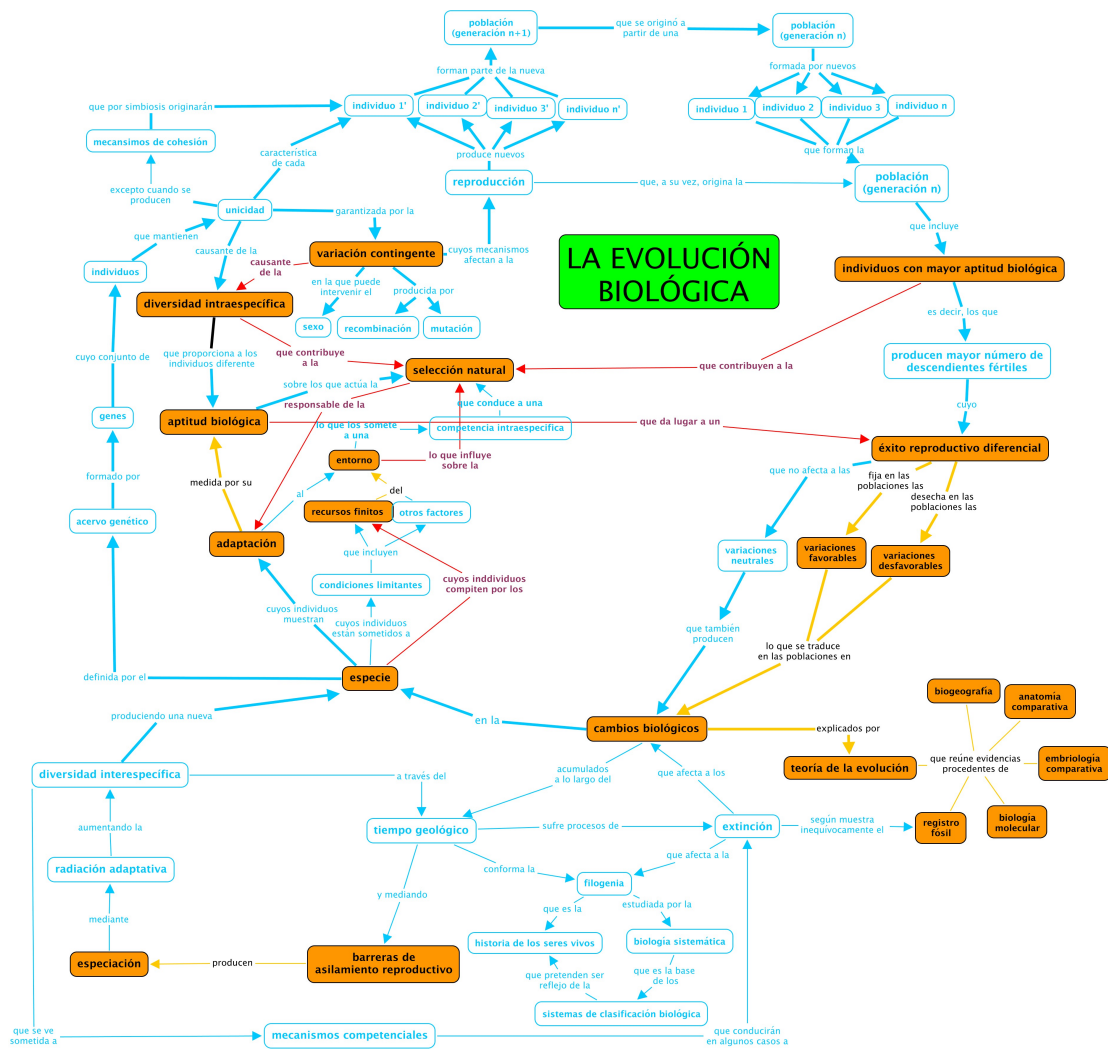 población
(generación n+1)
que se originó a
partir de una
población
(generación n)
forman parte de la nueva
formada por nuevos
que por simbiosis originarán
individuo 1'
individuo 2'
individuo 3'
individuo n'
individuo 1
individuo 2
individuo 3
individuo n
mecansimos de cohesión
característica
de cada
produce nuevos
que forman la
excepto cuando se
producen
reproducción
que, a su vez, origina la
población
(generación n)
unicidad
garantizada por la
que mantienen
que incluye
causante de la
variación contingente
cuyos mecanismos
afectan a la
LA EVOLUCIÓN
BIOLÓGICA
individuos
causante
de la
individuos con mayor aptitud biológica
en la que puede
intervenir el
producida por
diversidad intraespecífica
es decir, los que
sexo
recombinación
mutación
cuyo conjunto de
que proporciona a los
individuos diferente
que contribuye
a la
selección natural
que contribuyen a la
producen mayor número de
descendientes fértiles
sobre los que actúa la
responsable de la
que conduce a una
cuyo
genes
aptitud biológica
lo que los somete
a una
competencia intraespecífica
que da lugar a un
éxito reproductivo diferencial
entorno
lo que influye
sobre la
formado por
medida por su
que no afecta a las
fija en las
poblaciones las
desecha en las
poblaciones las
al
del
acervo genético
recursos finitos
otros factores
adaptación
que incluyen
variaciones
neutrales
variaciones
favorables
variaciones
desfavorables
condiciones limitantes
cuyos inddividuos
compiten por los
cuyos individuos
muestran
cuyos individuos
están sometidos a
que también
producen
lo que se traduce
en las poblaciones en
definida por el
especie
biogeografía
anatomía
comparativa
produciendo una nueva
en la
cambios biológicos
explicados por
teoría de la evolución
que reúne evidencias
procedentes de
embriología
comparativa
diversidad interespecífica
a través del
acumulados
a lo largo del
que afecta a los
aumentando la
tiempo geológico
sufre procesos de
extinción
según muestra
inequivocamente el
registro
fósil
biología
molecular
radiación adaptativa
conforma la
que afecta a la
filogenia
y mediando
mediante
que es la
estudiada por la
historia de los seres vivos
biología sistemática
especiación
producen
barreras de
asilamiento reproductivo
que pretenden ser
reflejo de la
que es la base
de los
sistemas de clasificación biológica
que se ve
sometida a
mecanismos competenciales
que conducirán
en algunos casos a